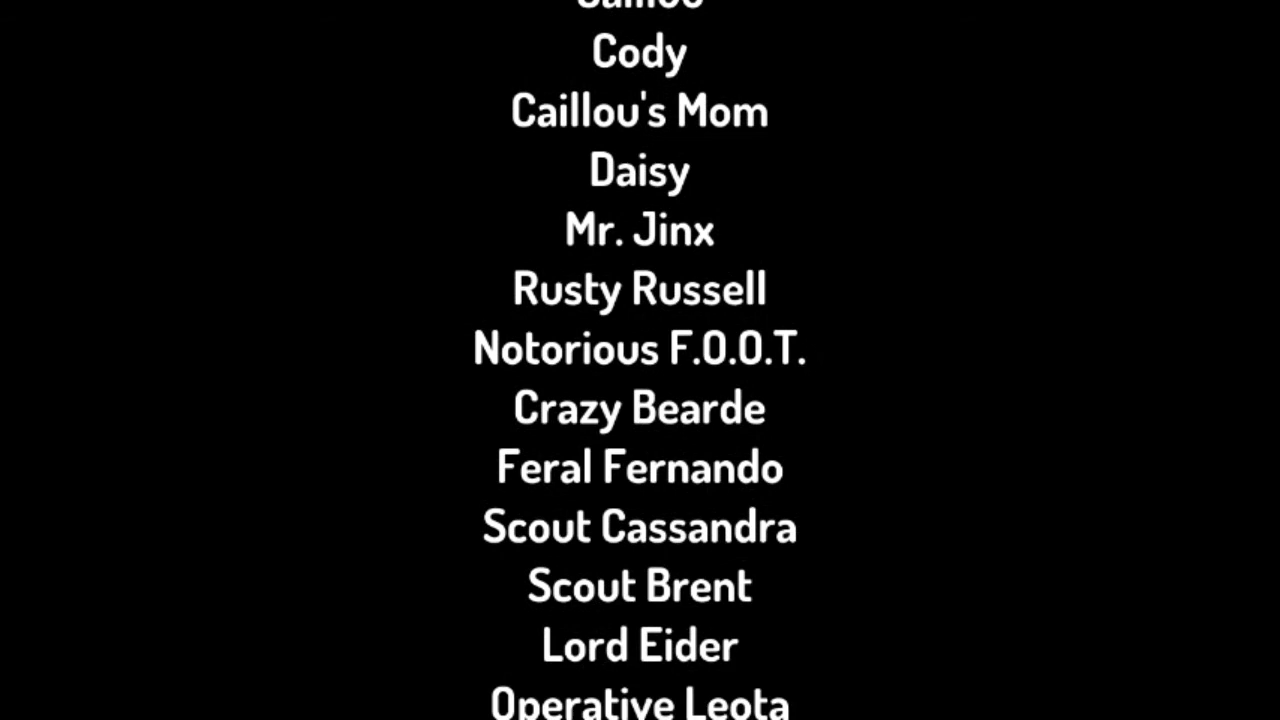 Cody
Caillou's Mom
Daisy
Mr. Jinx
Rusty Russell
Notorious F.O.O.T.
Crazy Bearde
Feral Fernando
Scout Cassandra
Scout Brent
Lord Eider
Operative Leota